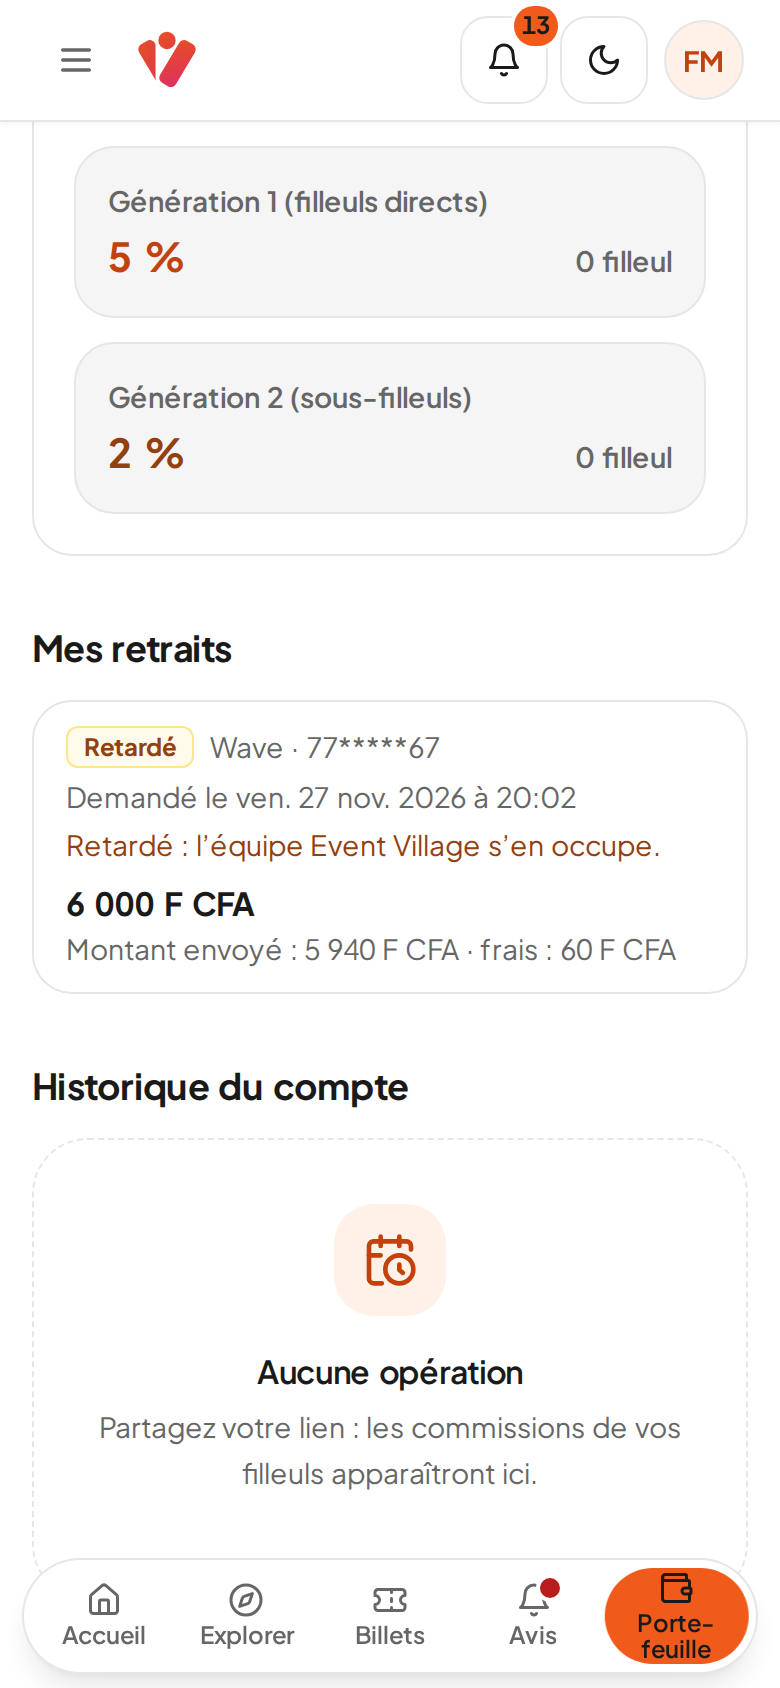 13
FM
Génération 1 (filleuls directs)
5 %
0 filleul
Génération 2 (sous-filleuls)
2 %
0 filleul
Mes retraits
Retardé Wave · 77*****67
Demandé le ven. 27 nov. 2026 à 20:02
Retardé : l’équipe Event Village s’en occupe.
6 000 F CFA
Montant envoyé : 5 940 F CFA · frais : 60 F CFA
Historique du compte
Aucune opération
Partagez votre lien : les commissions de vos
filleuls apparaîtront ici.
Accueil
Explorer
Billets
Avis
Porte-
feuille